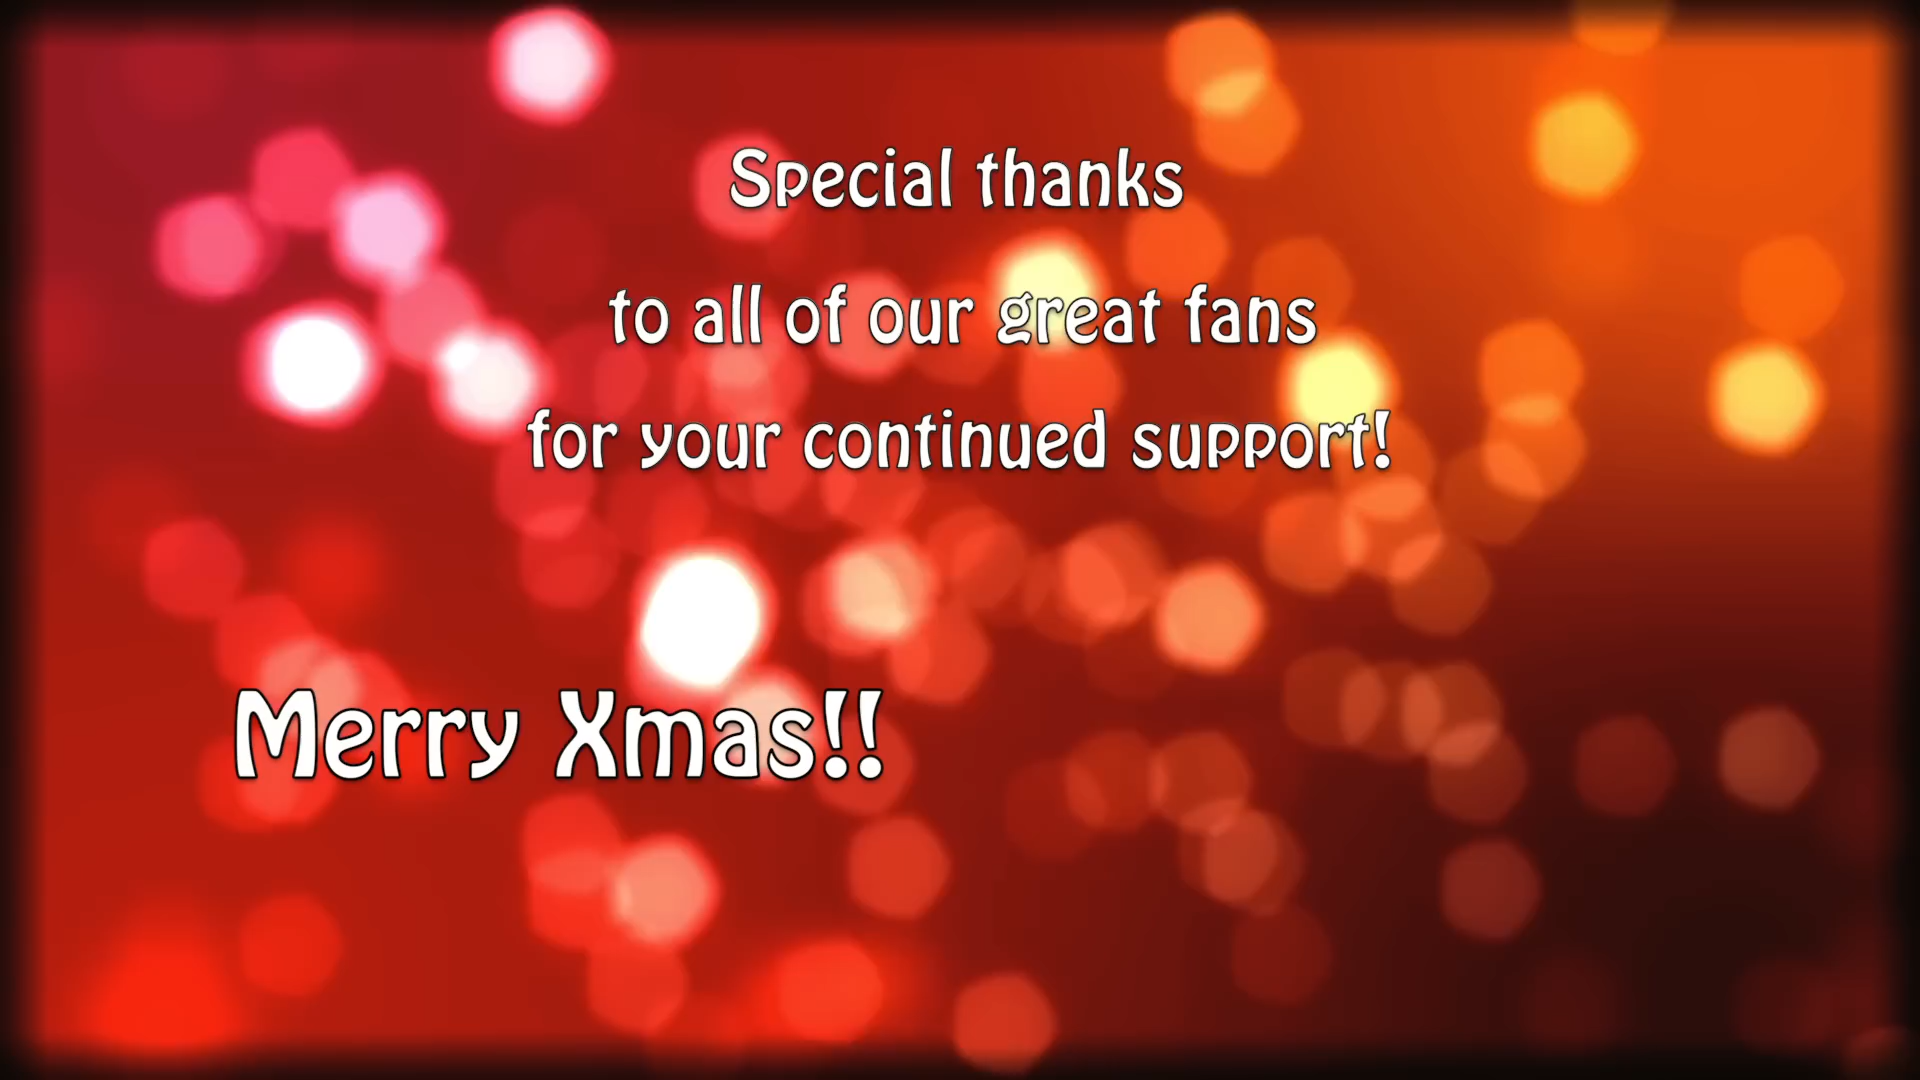 Special thanks
to all of our great fans
for your continued support!
Merry Xmas!!